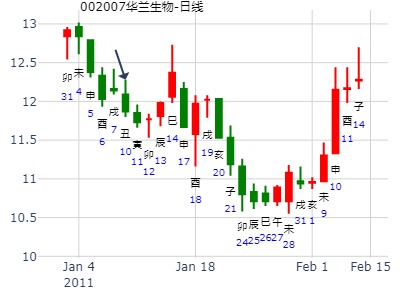 002007华兰生物-日线
13
12.5
12
11.5
11
10.5
10
卯
31
未
4
申
5
酉
6
戌
7
丑
10
寅
11
卯
12
辰
13
巳
14
申
17
酉
18
戌
19
亥
20
子
21
卯
24
辰
25
巳
26
午
27
未
28
戌
31
亥
1
未
9
申
10
酉
11
子
14
Jan 4
2011
Jan 18
Feb 1
Feb 15